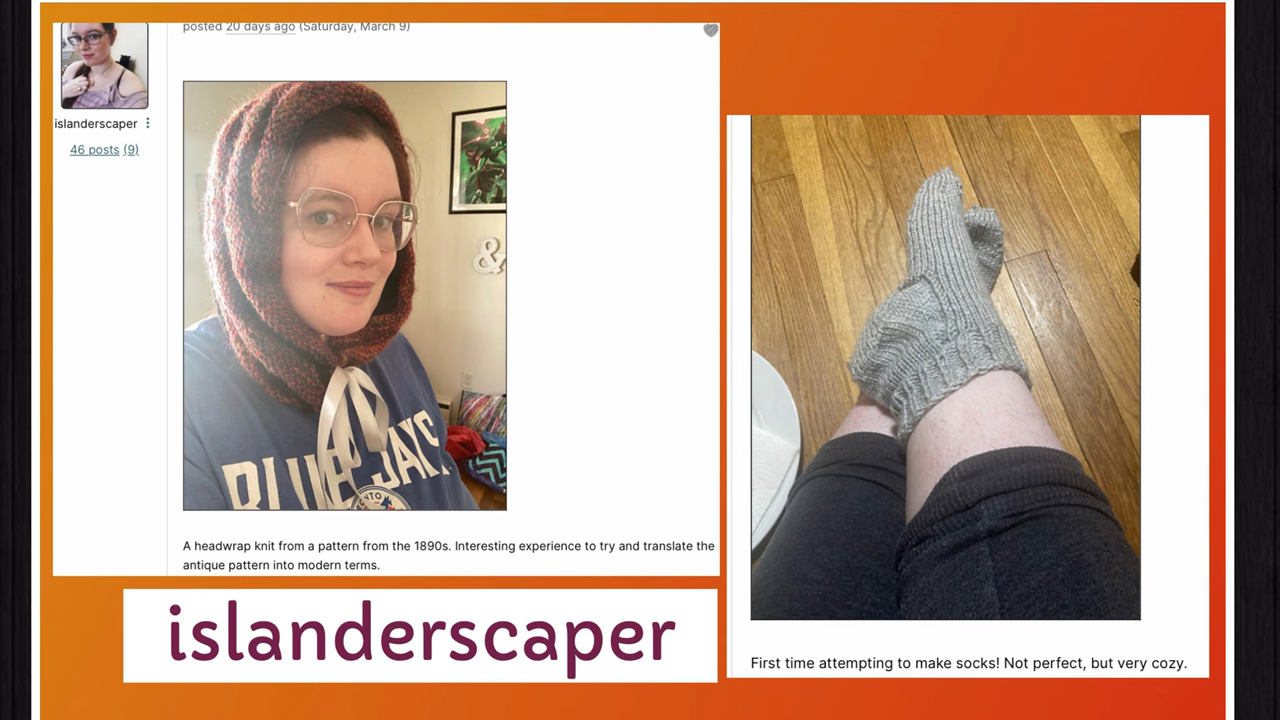 posted 20 days ago (Saturday, March 9)
islanderscaper
46 posts (9)
&
BLUE JAYS
A headwrap knit from a pattern from the 1890s. Interesting experience to try and translate the
antique pattern into modern terms.
islanderscaper
First time attempting to make socks! Not perfect, but very cozy.